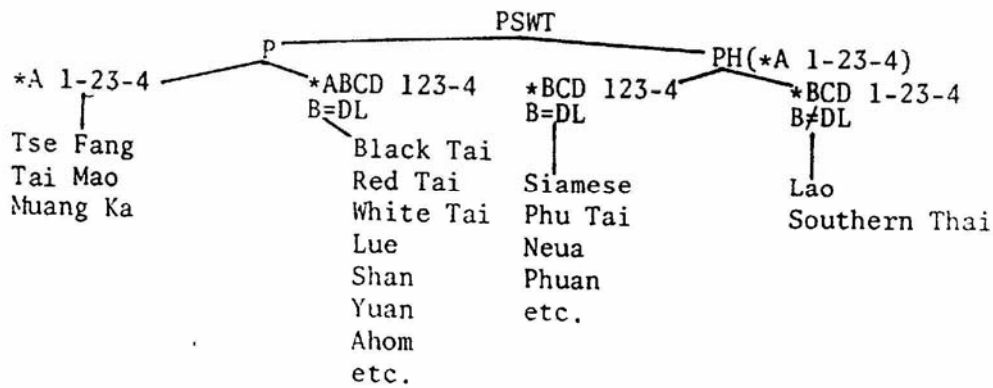 PSWT
P PH(*A 1-23-4)
*A 1-23-4 *ABCD 123-4 *BCD 123-4 *BCD 1-23-4
B=DL B=DL B≠DL
Tse Fang
Tai Mao
Muang Ka
Black Tai
Red Tai
White Tai
Lue
Shan
Yuan
Ahom
etc.
Siamese
Phu Tai
Neua
Phuan
etc.
Lao
Southern Thai